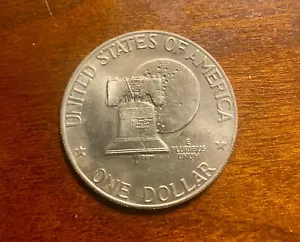 UNITED STATES OF AMERICA
E
PLURIBUS
UNUM
ONE DOLLAR